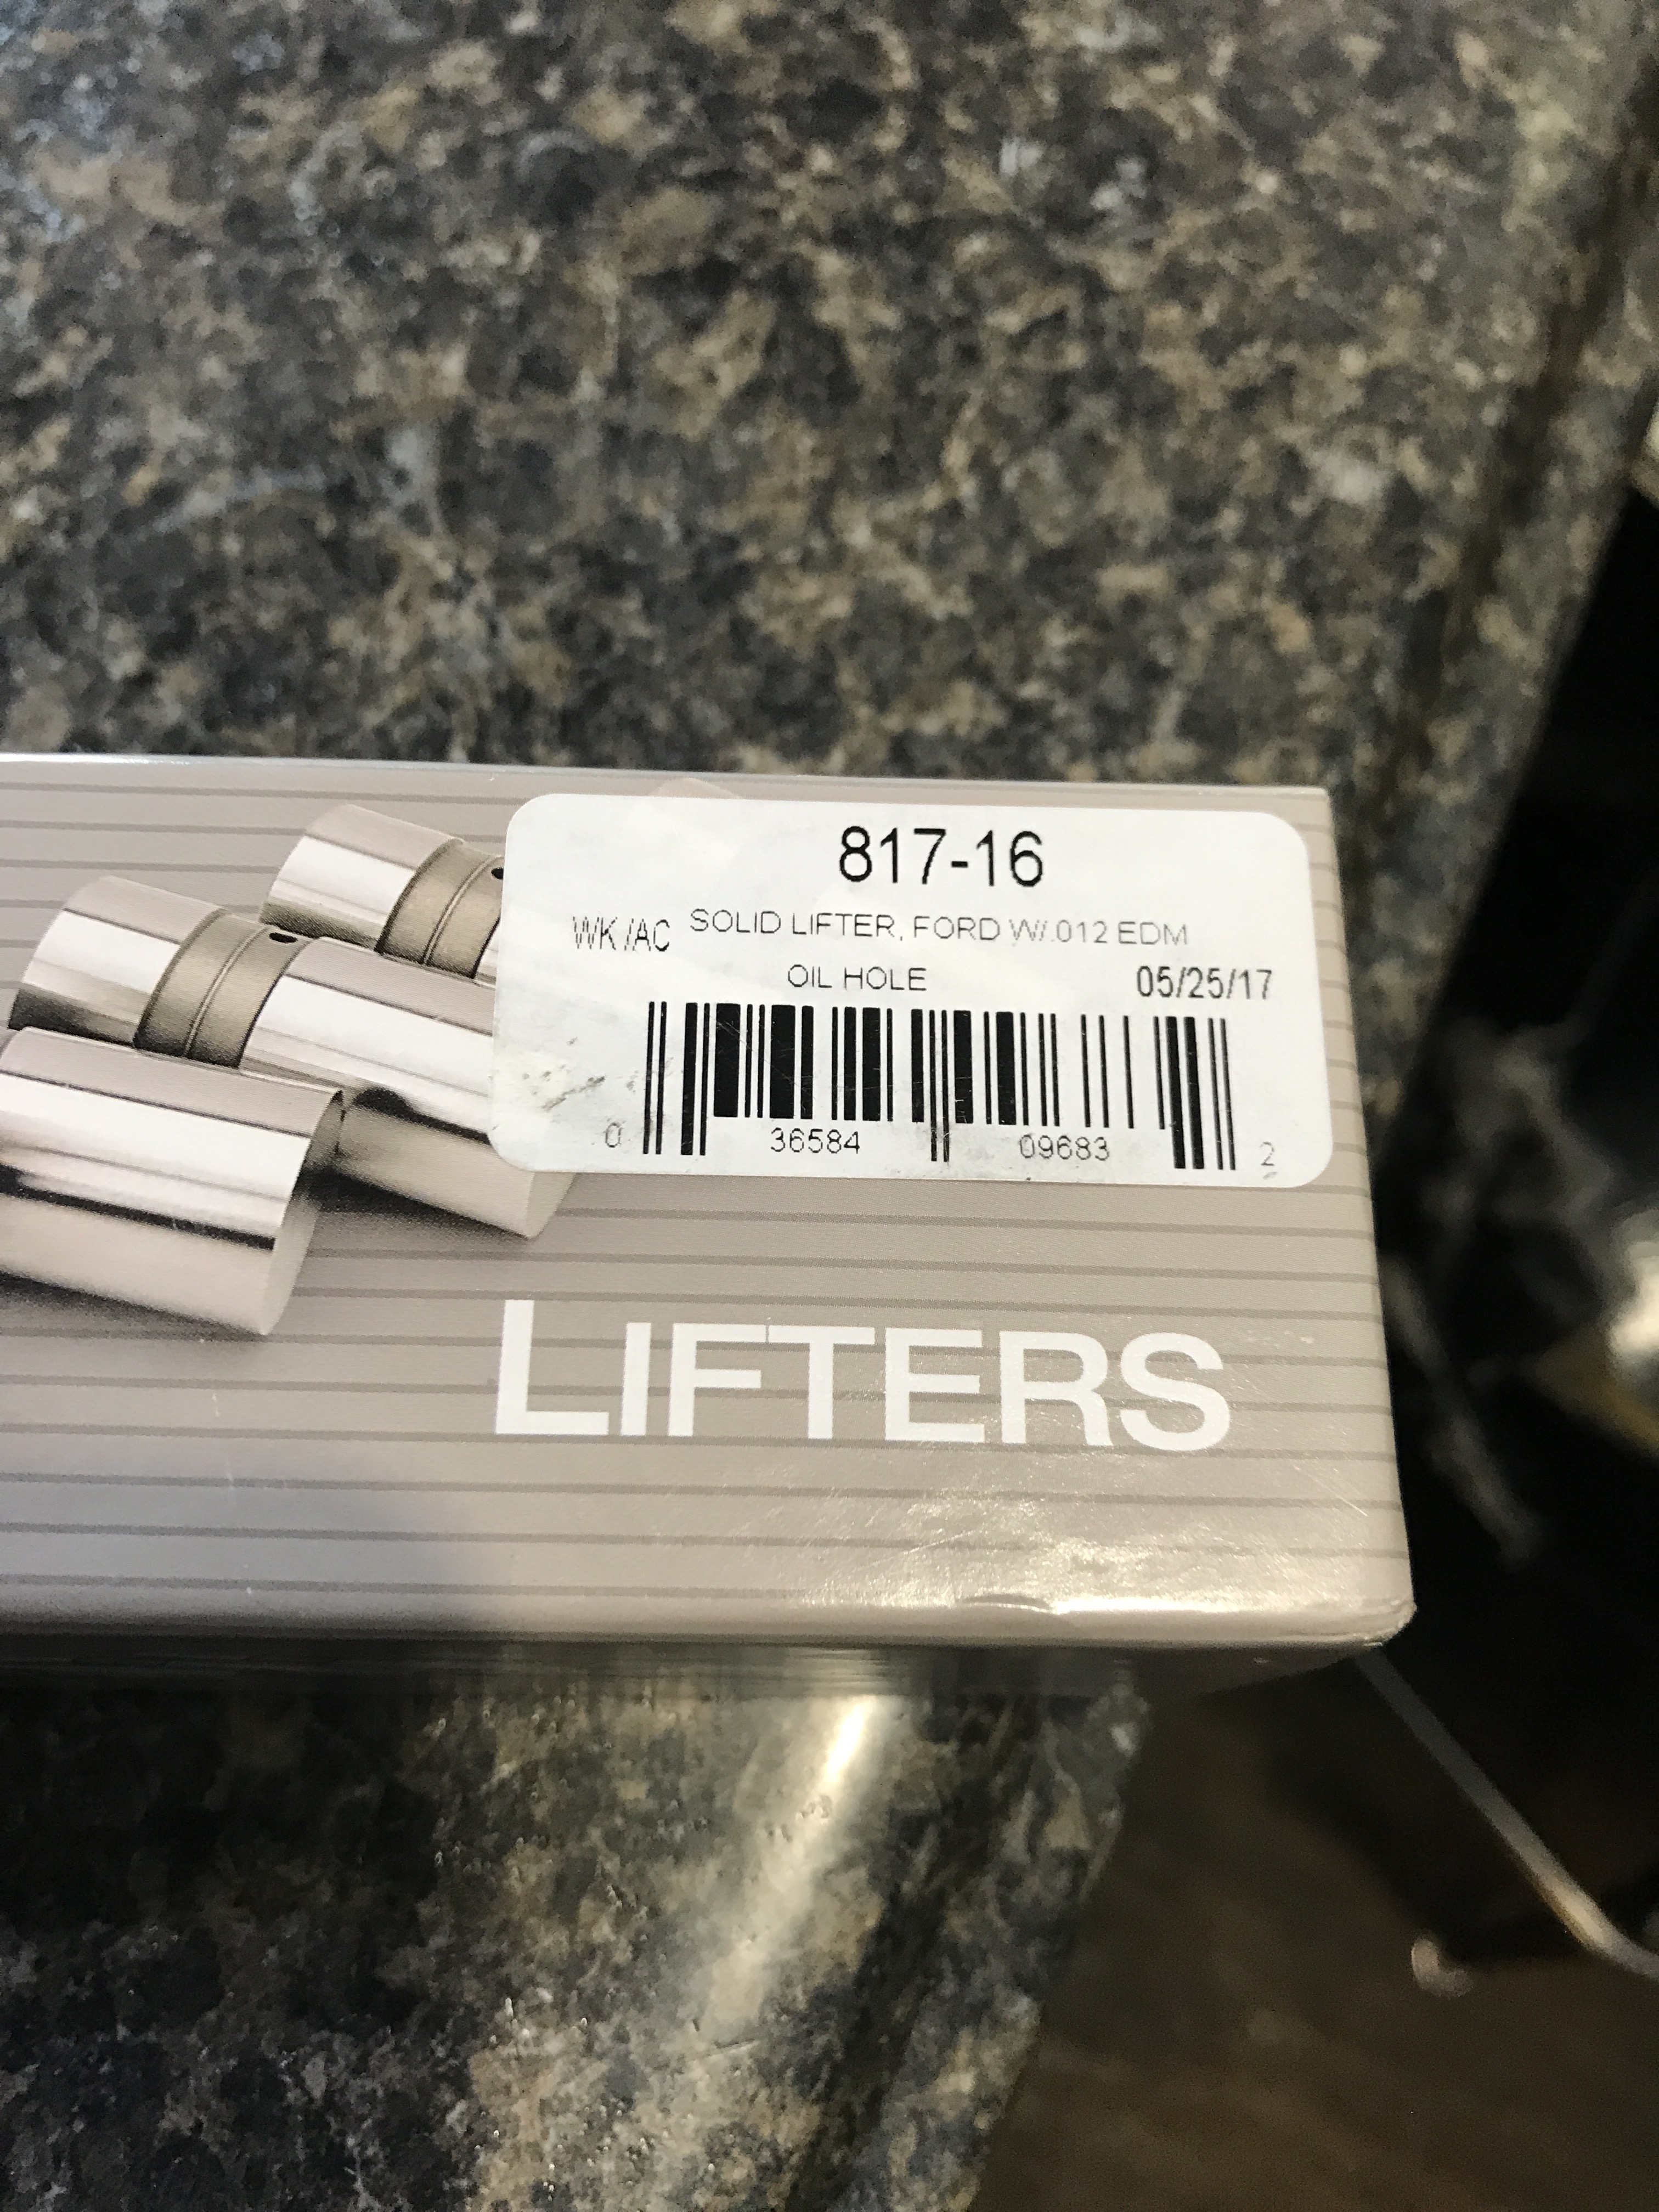 817-16
WK/AC SOLID LIFTER, FORD W/.012 EDM
OIL HOLE 05/25/17
0 36584 09683 2
LIFTERS